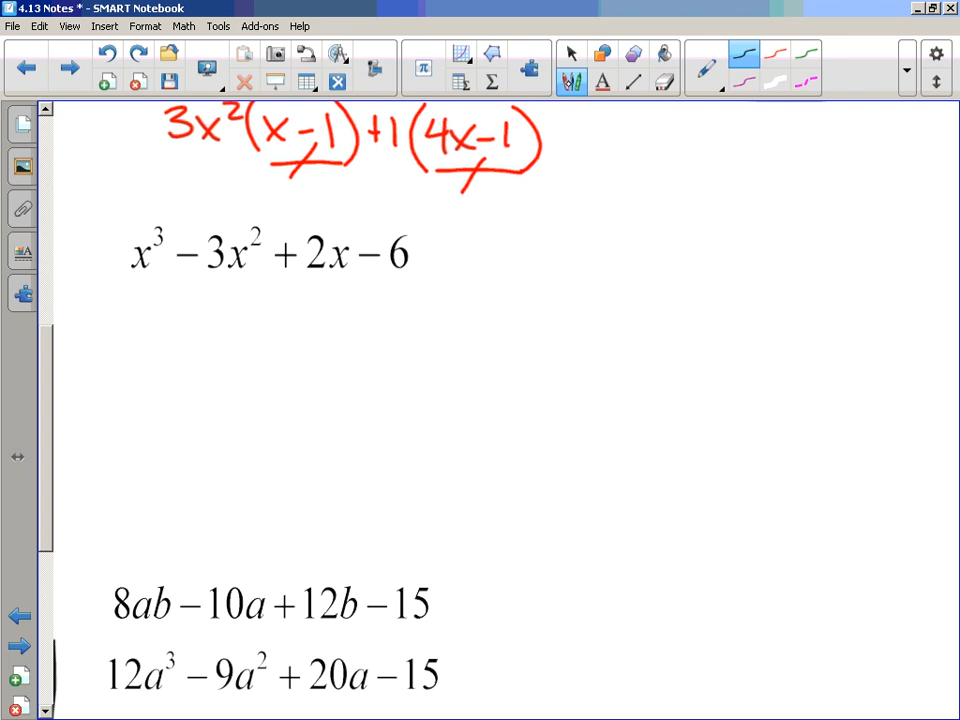 4.13 Notes * - SMART Notebook
File Edit View Insert Format Math Tools Add-ons Help
3x²(x-1)+1(4x-1)
x³ − 3x² + 2x − 6
8ab − 10a + 12b − 15
12a³ − 9a² + 20a − 15